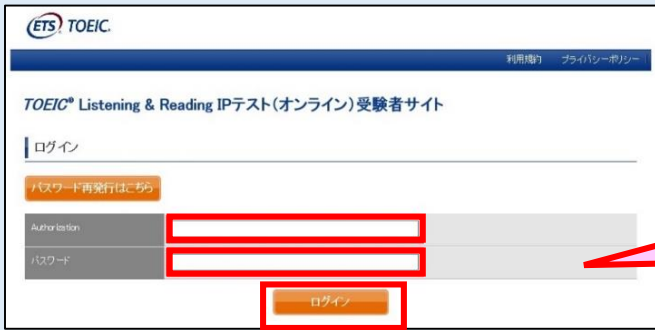 ETS TOEIC.
利用規約 プライバシーポリシー
TOEIC® Listening & Reading IPテスト(オンライン)受験者サイト
ログイン
パスワード再発行はこちら
Authorization
パスワード
ログイン